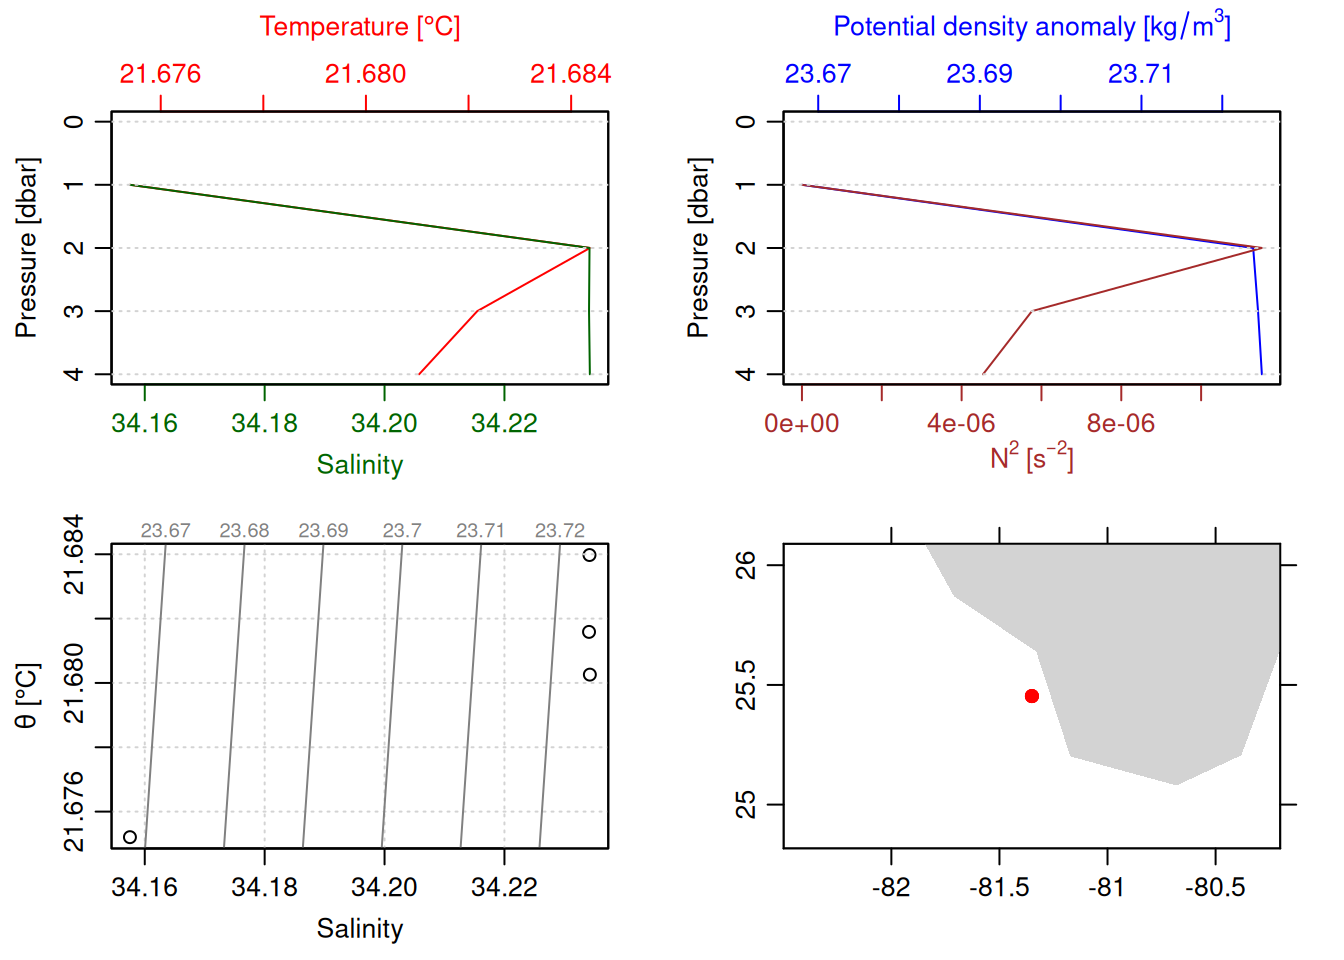 Temperature [°C]
21.676 21.680 21.684
0
1
2
3
4
Pressure [dbar]
34.16 34.18 34.20 34.22
Salinity
Potential density anomaly [kg/m³]
23.67 23.69 23.71
0
1
2
3
4
Pressure [dbar]
0e+00 4e-06 8e-06
N² [s⁻²]
23.67 23.68 23.69 23.7 23.71 23.72
21.684
21.680
21.676
θ [°C]
34.16 34.18 34.20 34.22
Salinity
26
25.5
25
-82 -81.5 -81 -80.5